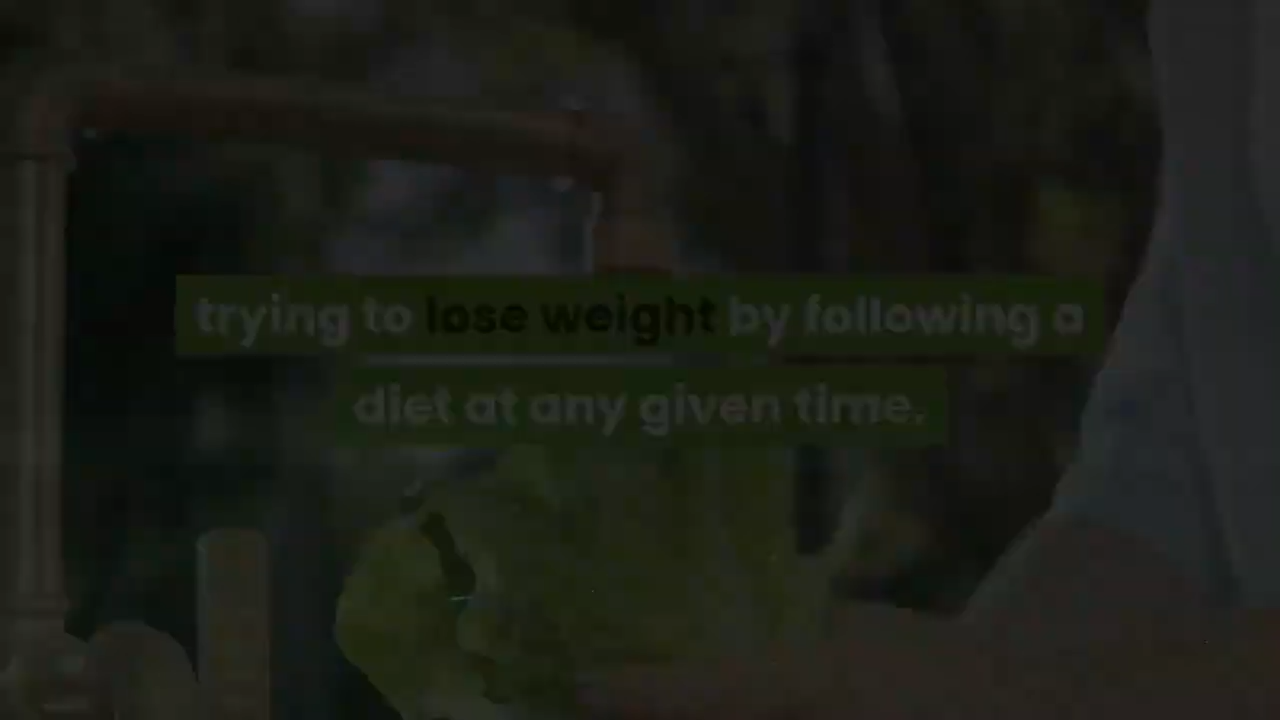 trying to lose weight by following a
diet at any given time.